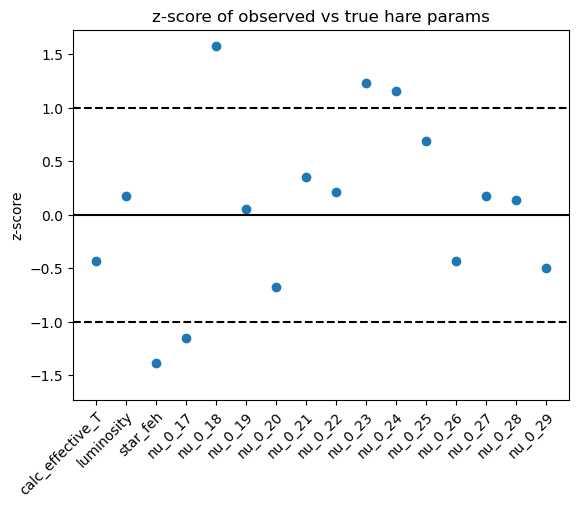 z-score of observed vs true hare params
z-score
1.5
1.0
0.5
0.0
−0.5
−1.0
−1.5
calc_effective_T
luminosity
star_feh
nu_0_17
nu_0_18
nu_0_19
nu_0_20
nu_0_21
nu_0_22
nu_0_23
nu_0_24
nu_0_25
nu_0_26
nu_0_27
nu_0_28
nu_0_29